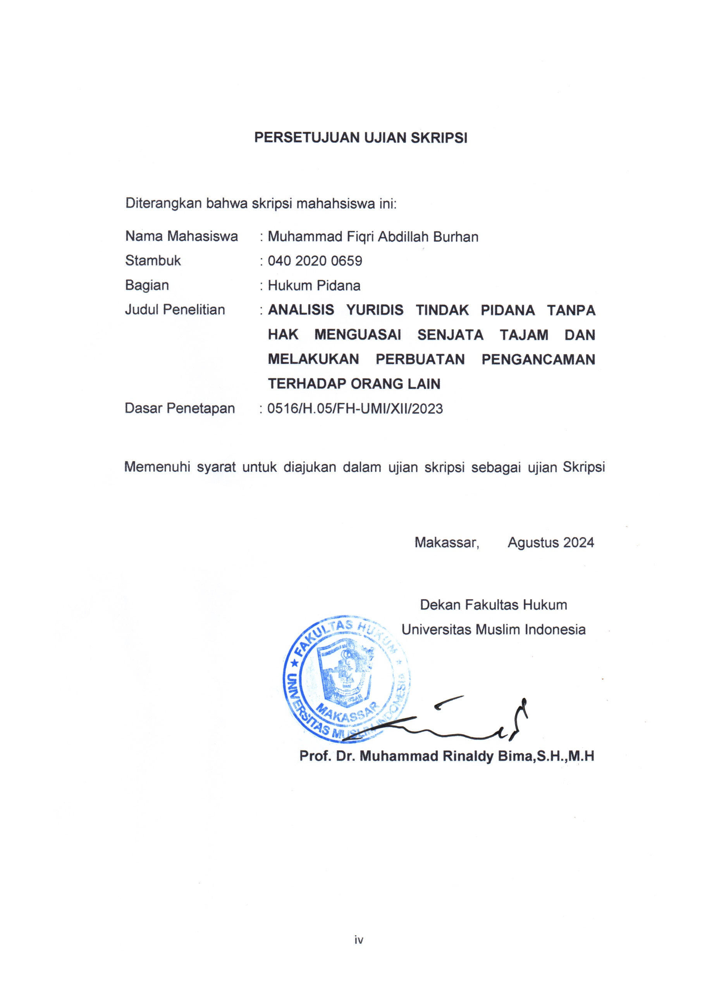 PERSETUJUAN UJIAN SKRIPSI
Diterangkan bahwa skripsi mahahsiswa ini:
Nama Mahasiswa : Muhammad Fiqri Abdillah Burhan
Stambuk : 040 2020 0659
Bagian : Hukum Pidana
Judul Penelitian : ANALISIS YURIDIS TINDAK PIDANA TANPA
HAK MENGUASAI SENJATA TAJAM DAN
MELAKUKAN PERBUATAN PENGANCAMAN
TERHADAP ORANG LAIN
Dasar Penetapan : 0516/H.05/FH-UMI/XII/2023
Memenuhi syarat untuk diajukan dalam ujian skripsi sebagai ujian Skripsi
Makassar, Agustus 2024
Dekan Fakultas Hukum
Universitas Muslim Indonesia
FAKULTAS HUKUM
UNIVERSITAS MUSLIM INDONESIA
MAKASSAR
MAKASSAR
Prof. Dr. Muhammad Rinaldy Bima,S.H.,M.H
iv